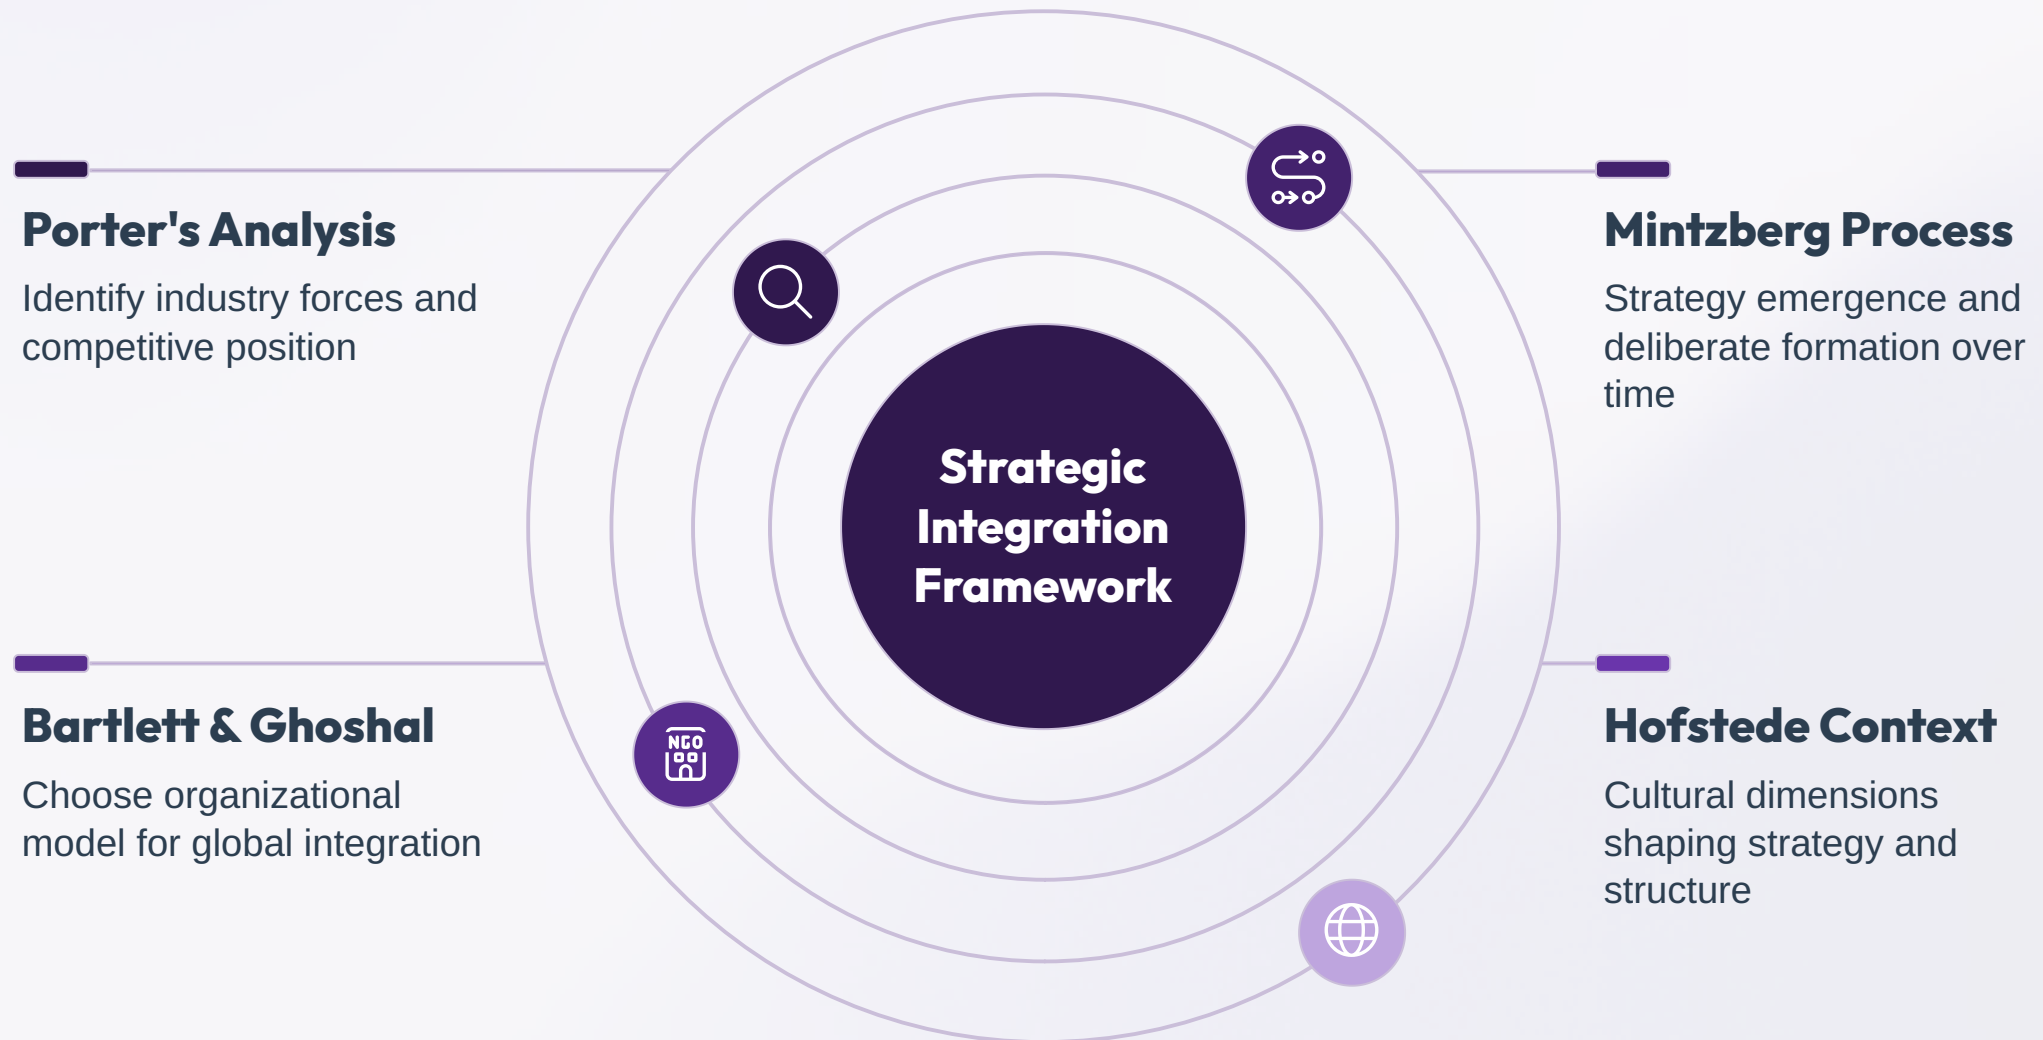 Porter's Analysis
Identify industry forces and
competitive position
Mintzberg Process
Strategy emergence and
deliberate formation over
time
Strategic
Integration
Framework
NGO
Bartlett & Ghoshal
Choose organizational
model for global integration
Hofstede Context
Cultural dimensions
shaping strategy and
structure